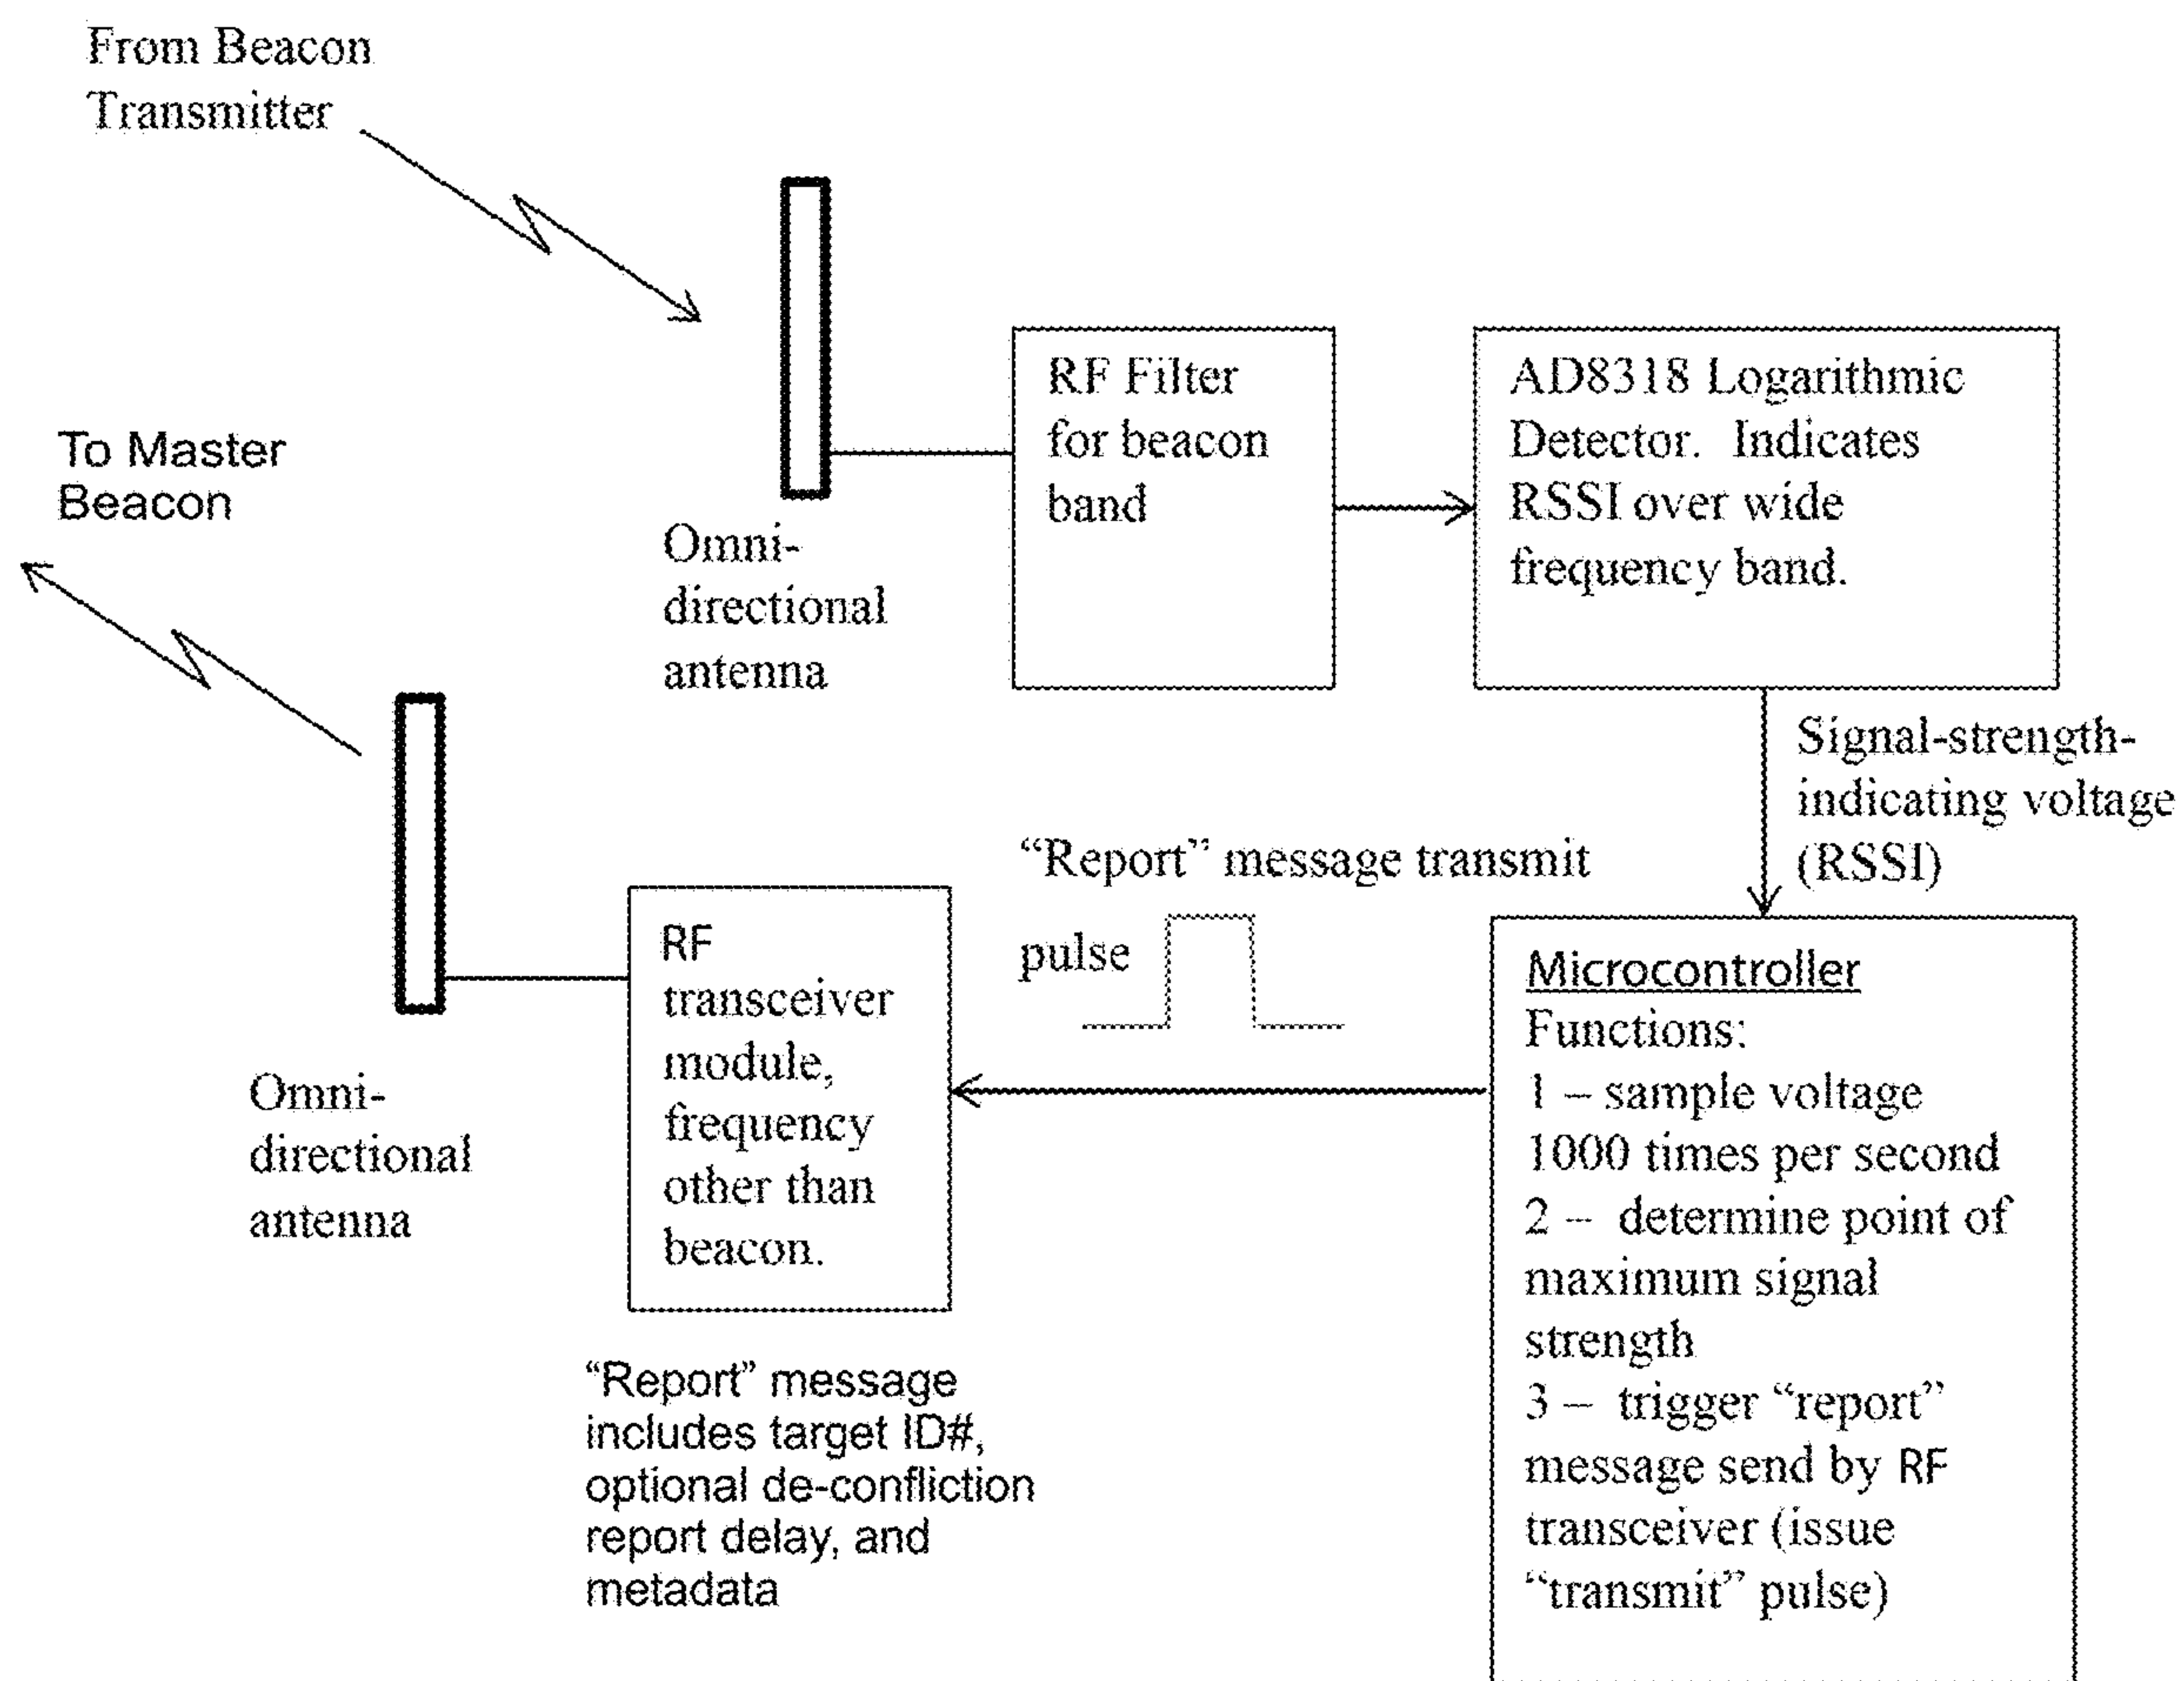 From Beacon
Transmitter
To Master
Beacon
Omni-
directional
antenna
RF Filter
for beacon
band
AD8318 Logarithmic
Detector. Indicates
RSSI over wide
frequency band.
Signal-strength-
indicating voltage
(RSSI)
“Report” message transmit
pulse
Microcontroller
Functions:
1 – sample voltage
1000 times per second
2 – determine point of
maximum signal
strength
3 – trigger “report”
message send by RF
transceiver (issue
“transmit” pulse)
RF
transceiver
module,
frequency
other than
beacon.
Omni-
directional
antenna
“Report” message
includes target ID#,
optional de-confliction
report delay, and
metadata